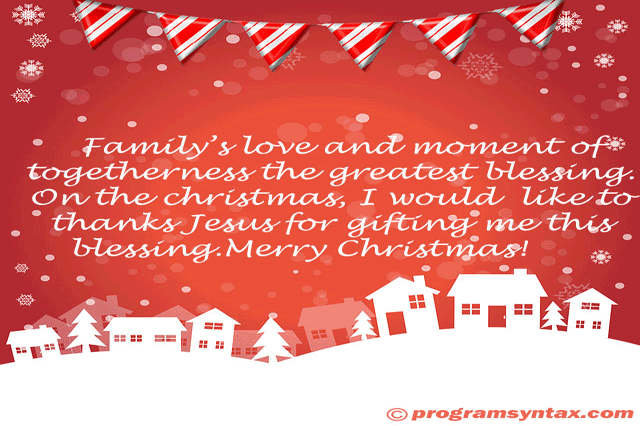 Family's love and moment of
togetherness the greatest blessing.
On the christmas, I would like to
thanks Jesus for gifting me this
blessing.Merry Christmas!
© programsyntax.com